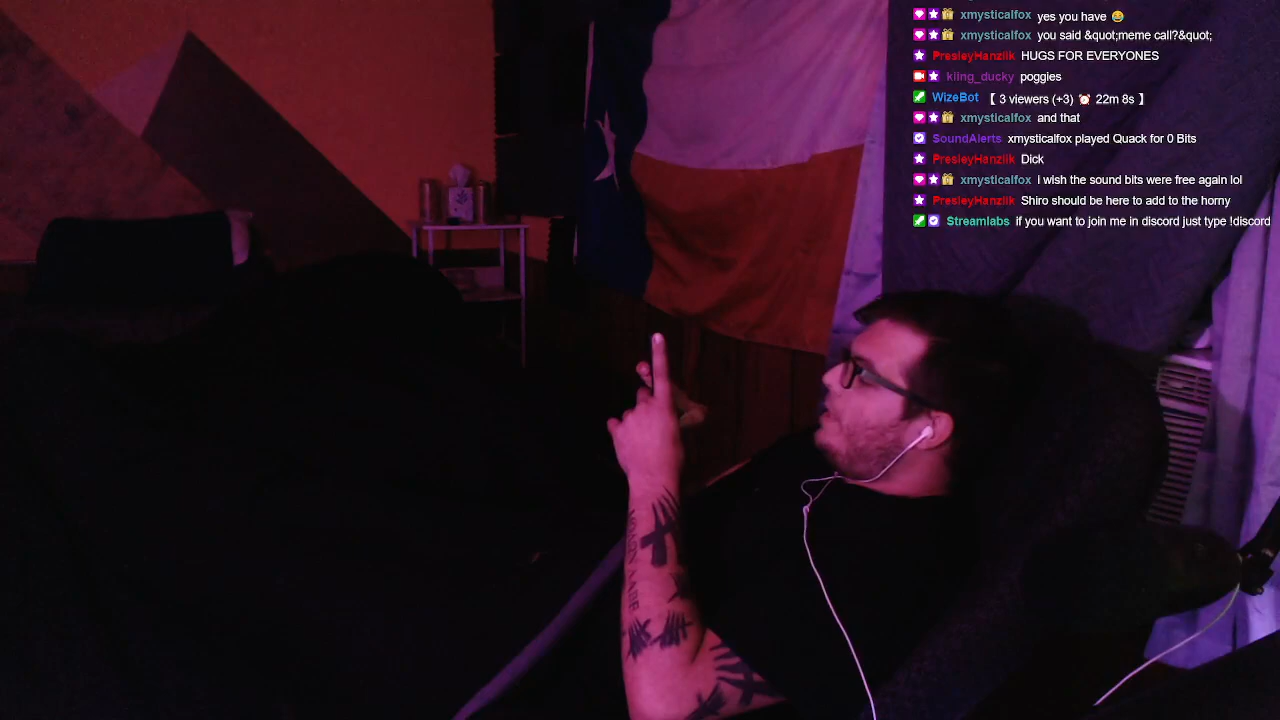 xmysticalfox yes you have 😂
xmysticalfox you said &quot;meme call?&quot;
PresleyHanzlik HUGS FOR EVERYONES
kiing_ducky poggies
WizeBot 【 3 viewers (+3) ⏰ 22m 8s 】
xmysticalfox and that
SoundAlerts xmysticalfox played Quack for 0 Bits
PresleyHanzlik Dick
xmysticalfox I wish the sound bits were free again lol
PresleyHanzlik Shiro should be here to add to the horny
Streamlabs if you want to join me in discord just type !discord
ΜΟΛΩΝ ΛΑΒΕ